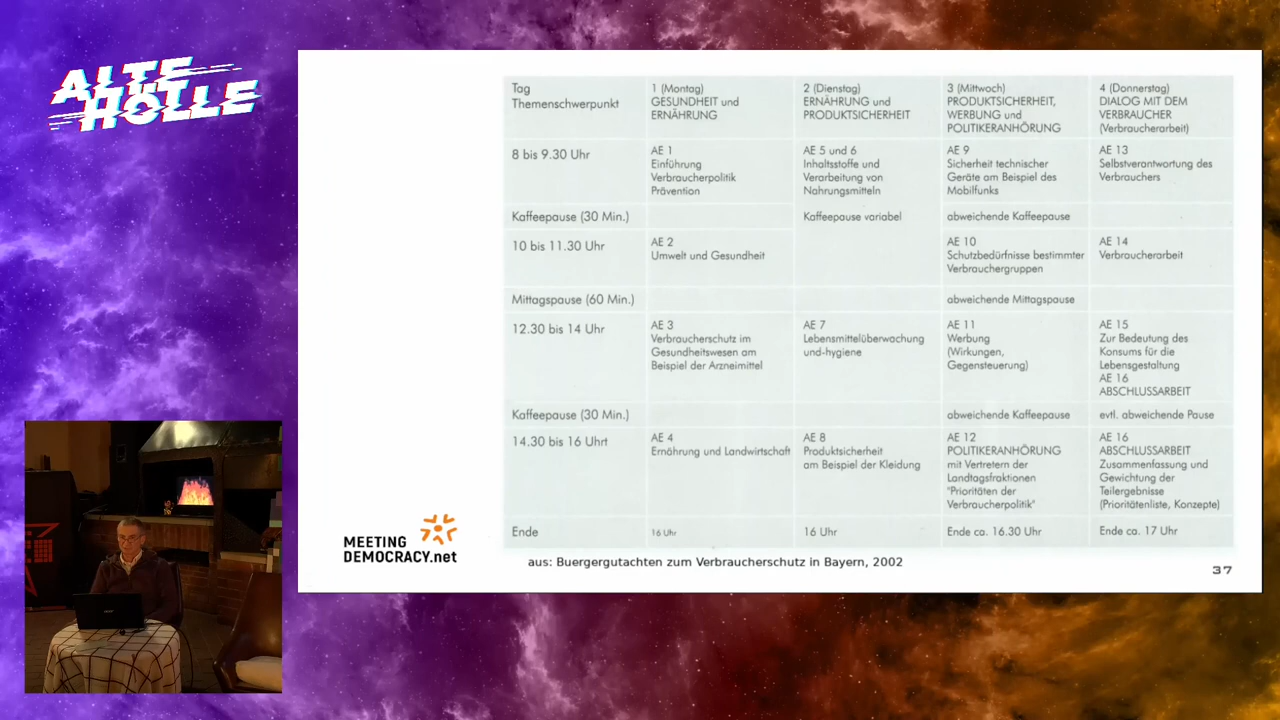 ALTE
HÖLLE
Tag
Themenschwerpunkt
1 (Montag)
GESUNDHEIT und
ERNÄHRUNG
2 (Dienstag)
ERNÄHRUNG und
PRODUKTSICHERHEIT
3 (Mittwoch)
PRODUKTSICHERHEIT,
WERBUNG und
POLITIKERANHÖRUNG
4 (Donnerstag)
DIALOG MIT DEM
VERBRAUCHER
(Verbraucherarbeit)
8 bis 9.30 Uhr
AE 1
Einführung
Verbraucherpolitik
Prävention
AE 5 und 6
Inhaltsstoffe und
Verarbeitung von
Nahrungsmitteln
AE 9
Sicherheit technischer
Geräte am Beispiel des
Mobilfunks
AE 13
Selbstverantwortung des
Verbrauchers
Kaffeepause (30 Min.)
Kaffeepause variabel
abweichende Kaffeepause
10 bis 11.30 Uhr
AE 2
Umwelt und Gesundheit
AE 10
Schutzbedürfnisse bestimmter
Verbrauchergruppen
AE 14
Verbraucherarbeit
Mittagspause (60 Min.)
abweichende Mittagspause
12.30 bis 14 Uhr
AE 3
Verbraucherschutz im
Gesundheitswesen am
Beispiel der Arzneimittel
AE 7
Lebensmittelüberwachung
und-hygiene
AE 11
Werbung
(Wirkungen,
Gegensteuerung)
AE 15
Zur Bedeutung des
Konsums für die
Lebensgestaltung
AE 16
ABSCHLUSSARBEIT
Kaffeepause (30 Min.)
abweichende Kaffeepause
evtl. abweichende Pause
14.30 bis 16 Uhrt
AE 4
Ernöhrung und Landwirtschaft
AE 8
Produktsicherheit
am Beispiel der Kleidung
AE 12
POLITIKERANHÖRUNG
mit Vertretern der
Landtagsfraktionen
"Prioritäten der
Verbraucherpolitik"
AE 16
ABSCHLUSSARBEIT
Zusammenfassung und
Gewichtung der
Teilergebnisse
(Prioritätenliste, Konzepte)
Ende
16 Uhr
16 Uhr
Ende ca. 16.30 Uhr
Ende ca. 17 Uhr
MEETING
DEMOCRACY.net
aus: Buergergutachten zum Verbraucherschutz in Bayern, 2002
37